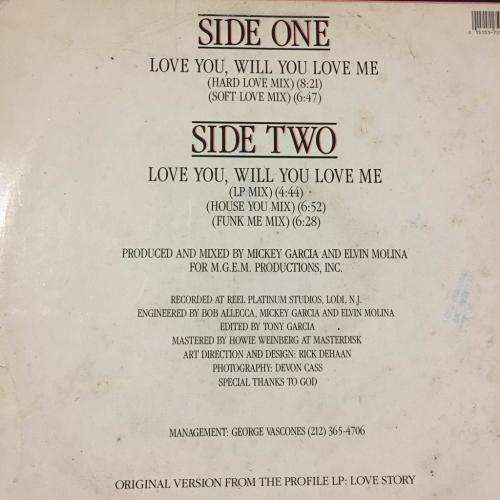 SIDE ONE
LOVE YOU, WILL YOU LOVE ME
(HARD LOVE MIX) (8:21)
(SOFT LOVE MIX) (6:47)
SIDE TWO
LOVE YOU, WILL YOU LOVE ME
(LP MIX) (4:44)
(HOUSE YOU MIX) (6:52)
(FUNK ME MIX) (6:28)
PRODUCED AND MIXED BY MICKEY GARCIA AND ELVIN MOLINA
FOR M.G.E.M. PRODUCTIONS, INC.
RECORDED AT REEL PLATINUM STUDIOS, LODI, N.J.
ENGINEERED BY BOB ALLECCA, MICKEY GARCIA AND ELVIN MOLINA
EDITED BY TONY GARCIA
MASTERED BY HOWIE WEINBERG AT MASTERDISK
ART DIRECTION AND DESIGN: RICK DEHAAN
PHOTOGRAPHY: DEVON CASS
SPECIAL THANKS TO GOD
MANAGEMENT: GEORGE VASCONES (212) 365-4706
ORIGINAL VERSION FROM THE PROFILE LP: LOVE STORY